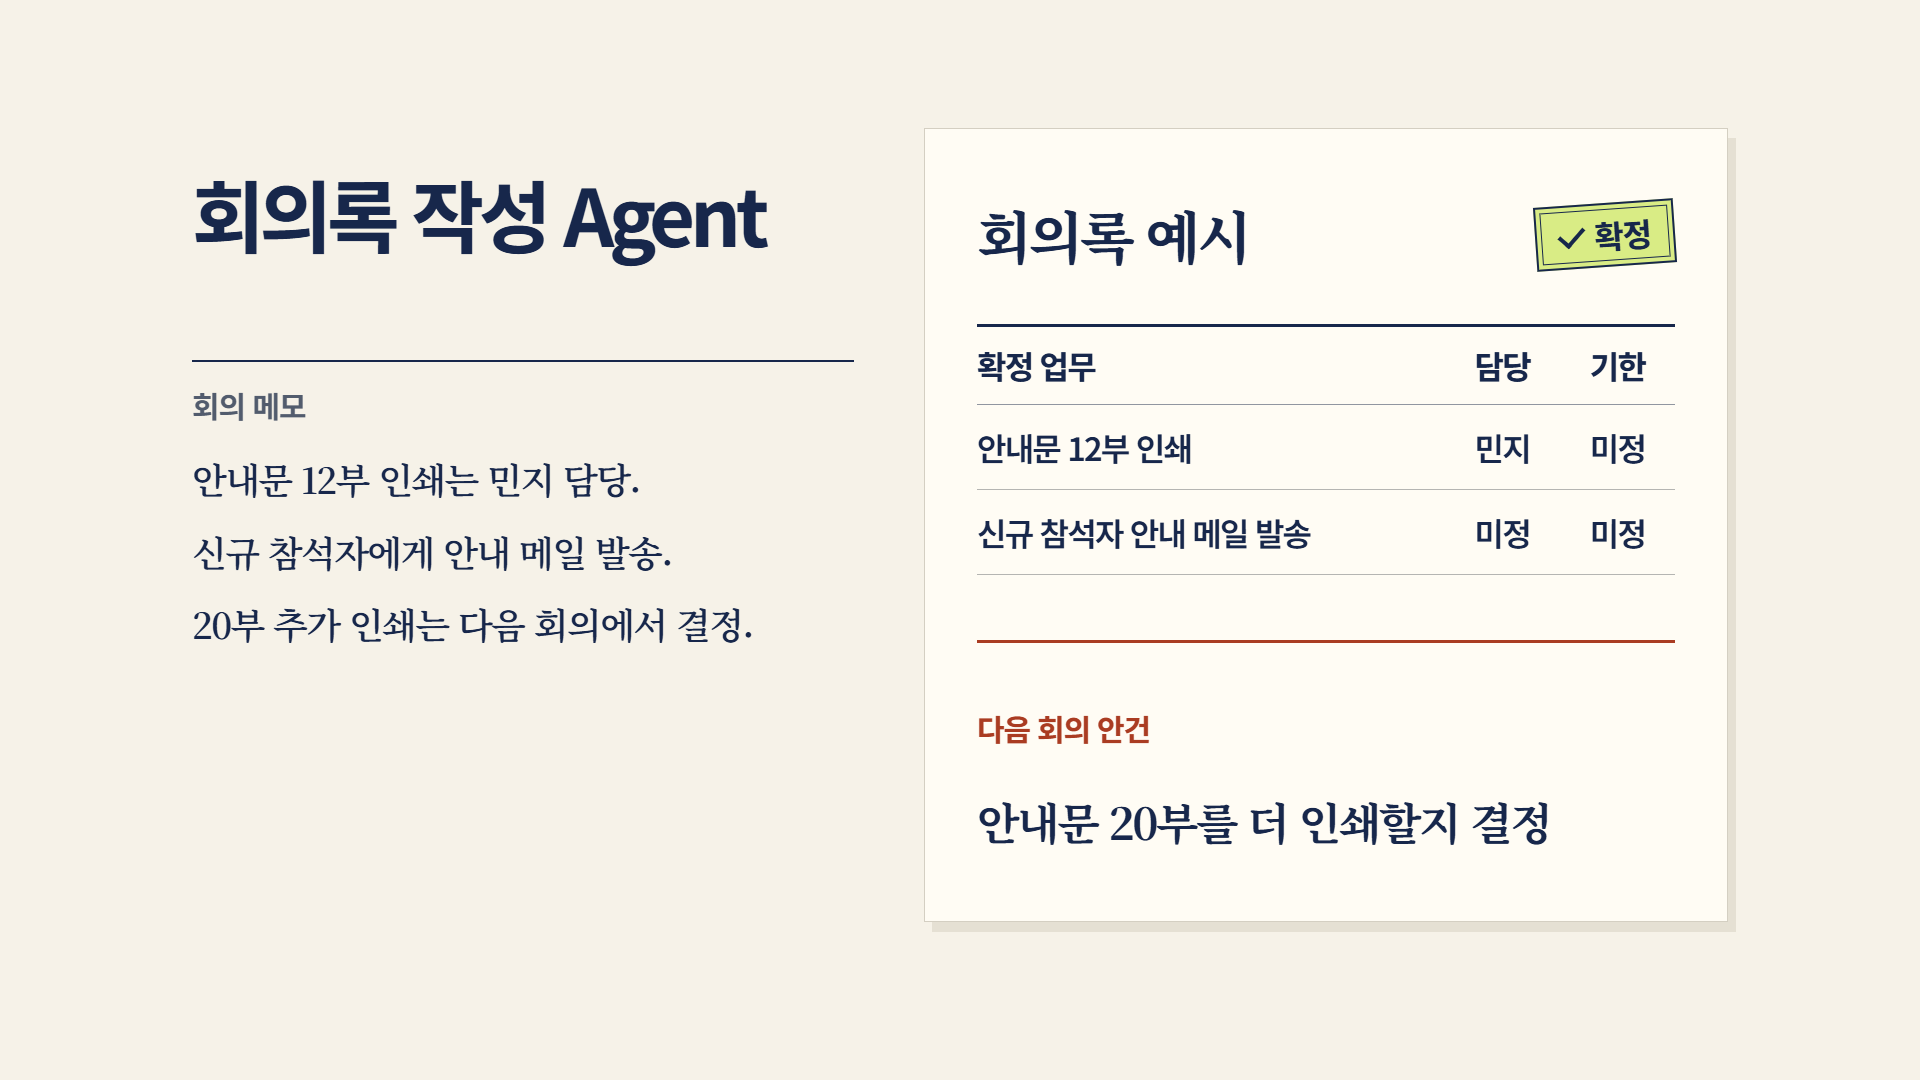 회의록 작성 Agent
회의 메모
안내문 12부 인쇄는 민지 담당.
신규 참석자에게 안내 메일 발송.
20부 추가 인쇄는 다음 회의에서 결정.
회의록 예시
확정
확정 업무 담당 기한
안내문 12부 인쇄 민지 미정
신규 참석자 안내 메일 발송 미정 미정
다음 회의 안건
안내문 20부를 더 인쇄할지 결정